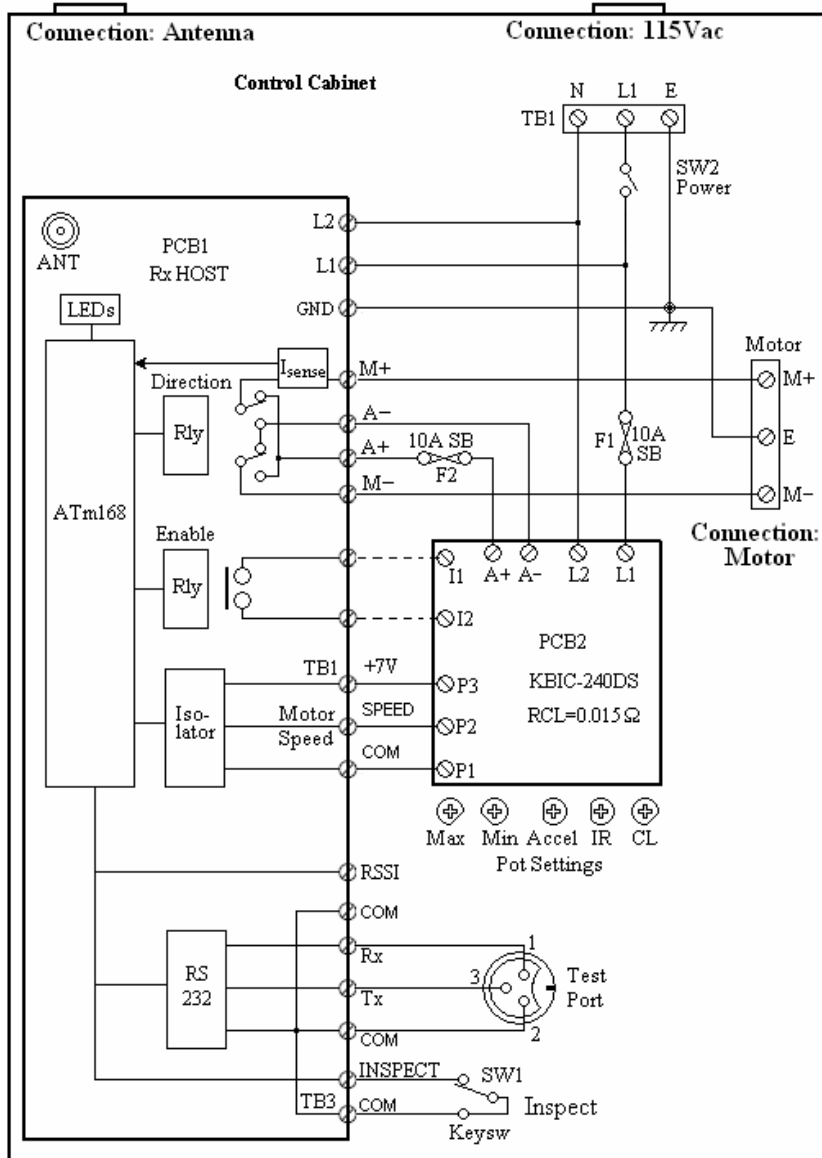 Connection: Antenna
Connection: 115Vac
Control Cabinet
N L1 E
TB1
SW2
Power
L2
ANT
PCB1
Rx HOST
L1
LEDs
GND
Motor
Isense
M+
M+
Direction
A−
Rly
A+
10A SB
F2
F1
10A
SB
E
M−
M−
ATm168
Connection:
Motor
Enable
Rly
I1 A+ A− L2 L1
I2
PCB2
TB1
+7V
P3
KBIC-240DS
Iso-
lator
Motor
Speed
SPEED
P2
RCL=0.015Ω
COM
P1
Max Min Accel IR CL
Pot Settings
RSSI
COM
RS
232
Rx
1
3
Test
Port
Tx
COM
2
INSPECT
SW1
TB3
COM
Inspect
Keysw